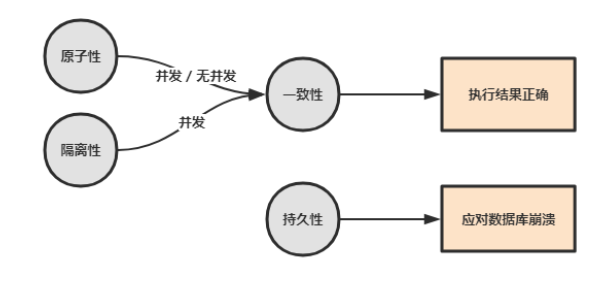 原子性
并发 / 无并发
一致性
执行结果正确
并发
隔离性
持久性
应对数据库崩溃